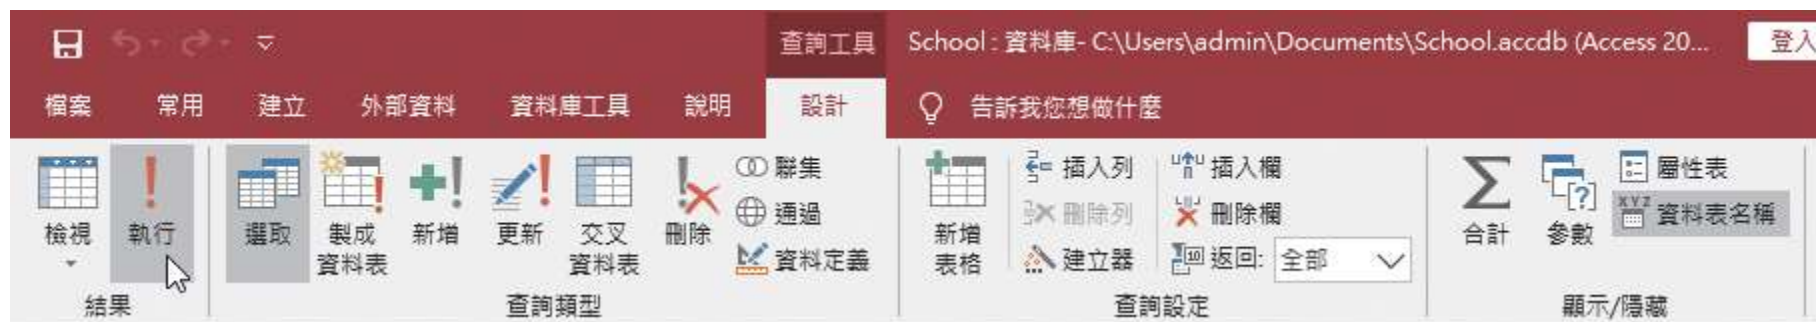 查詢工具 School : 資料庫- C:\Users\admin\Documents\School.accdb (Access 20... 登入
檔案 常用 建立 外部資料 資料庫工具 說明 設計 告訴我您想做什麼
檢視
執行
選取
製成
資料表
新增
更新
交叉
資料表
刪除
聯集
通過
資料定義
新增
表格
插入列
刪除列
建立器
插入欄
刪除欄
返回: 全部
合計
參數
屬性表
資料表名稱
結果 查詢類型 查詢設定 顯示/隱藏